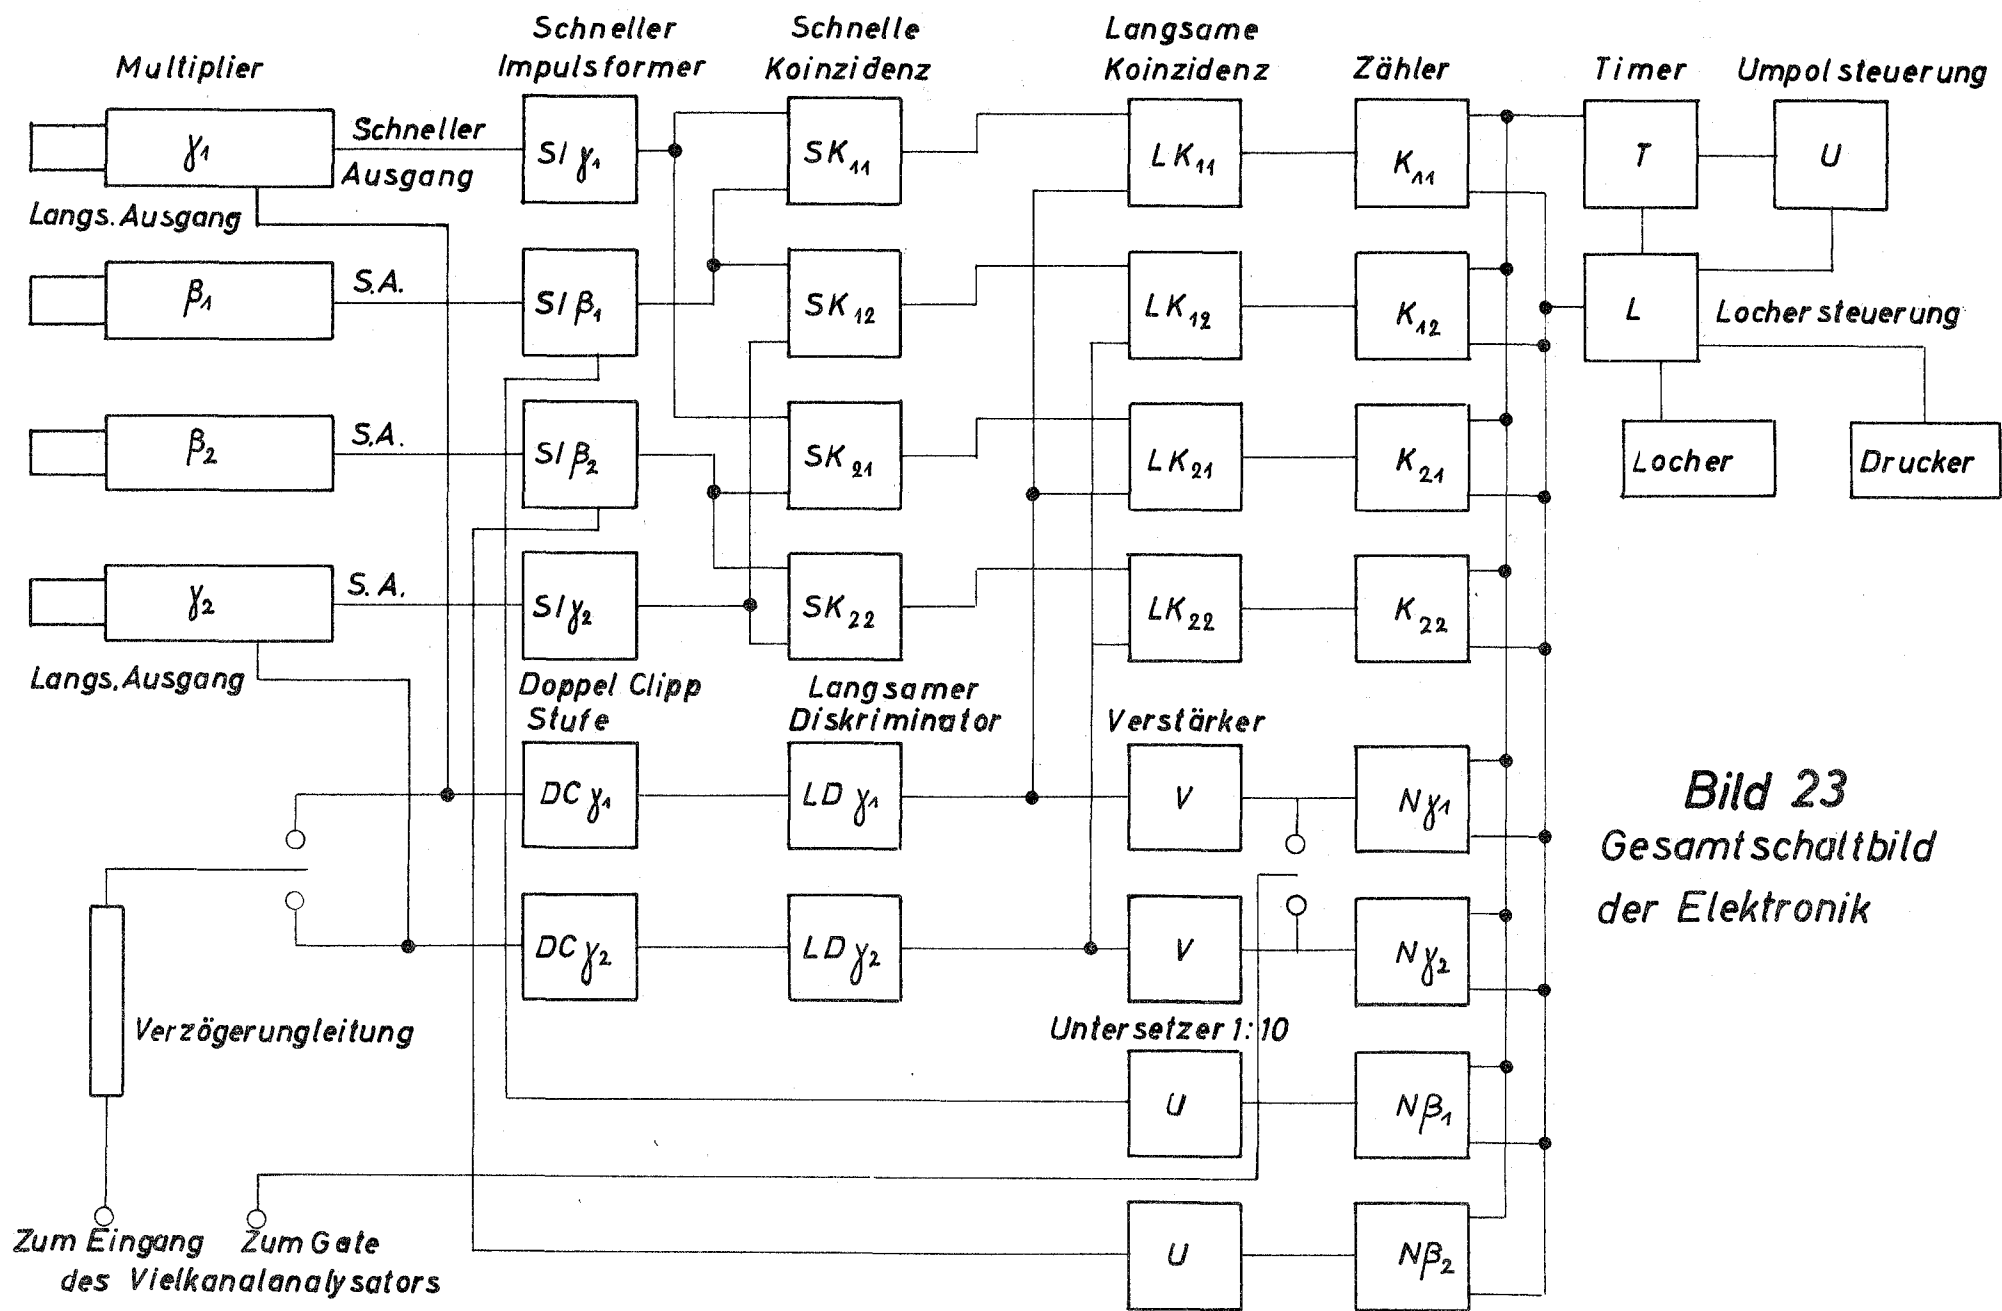 Schneller Schnelle Langsame
Multiplier Impulsformer Koinzidenz Koinzidenz Zähler Timer Umpolsteuerung
γ1 Schneller Ausgang SI γ1 SK11 LK11 K11 T U
Langs. Ausgang
β1 S.A. SI β1 SK12 LK12 K12 L Lochersteuerung
β2 S.A. SI β2 SK21 LK21 K21 Locher Drucker
γ2 S.A. SI γ2 SK22 LK22 K22
Langs. Ausgang
Doppel Clipp Langsamer
Stufe Diskriminator Verstärker
DC γ1 LD γ1 V Nγ1
DC γ2 LD γ2 V Nγ2
Verzögerungleitung
Untersetzer 1:10
U Nβ1
U Nβ2
Zum Eingang Zum Gate
des Vielkanalanalysators
Bild 23
Gesamtschaltbild
der Elektronik